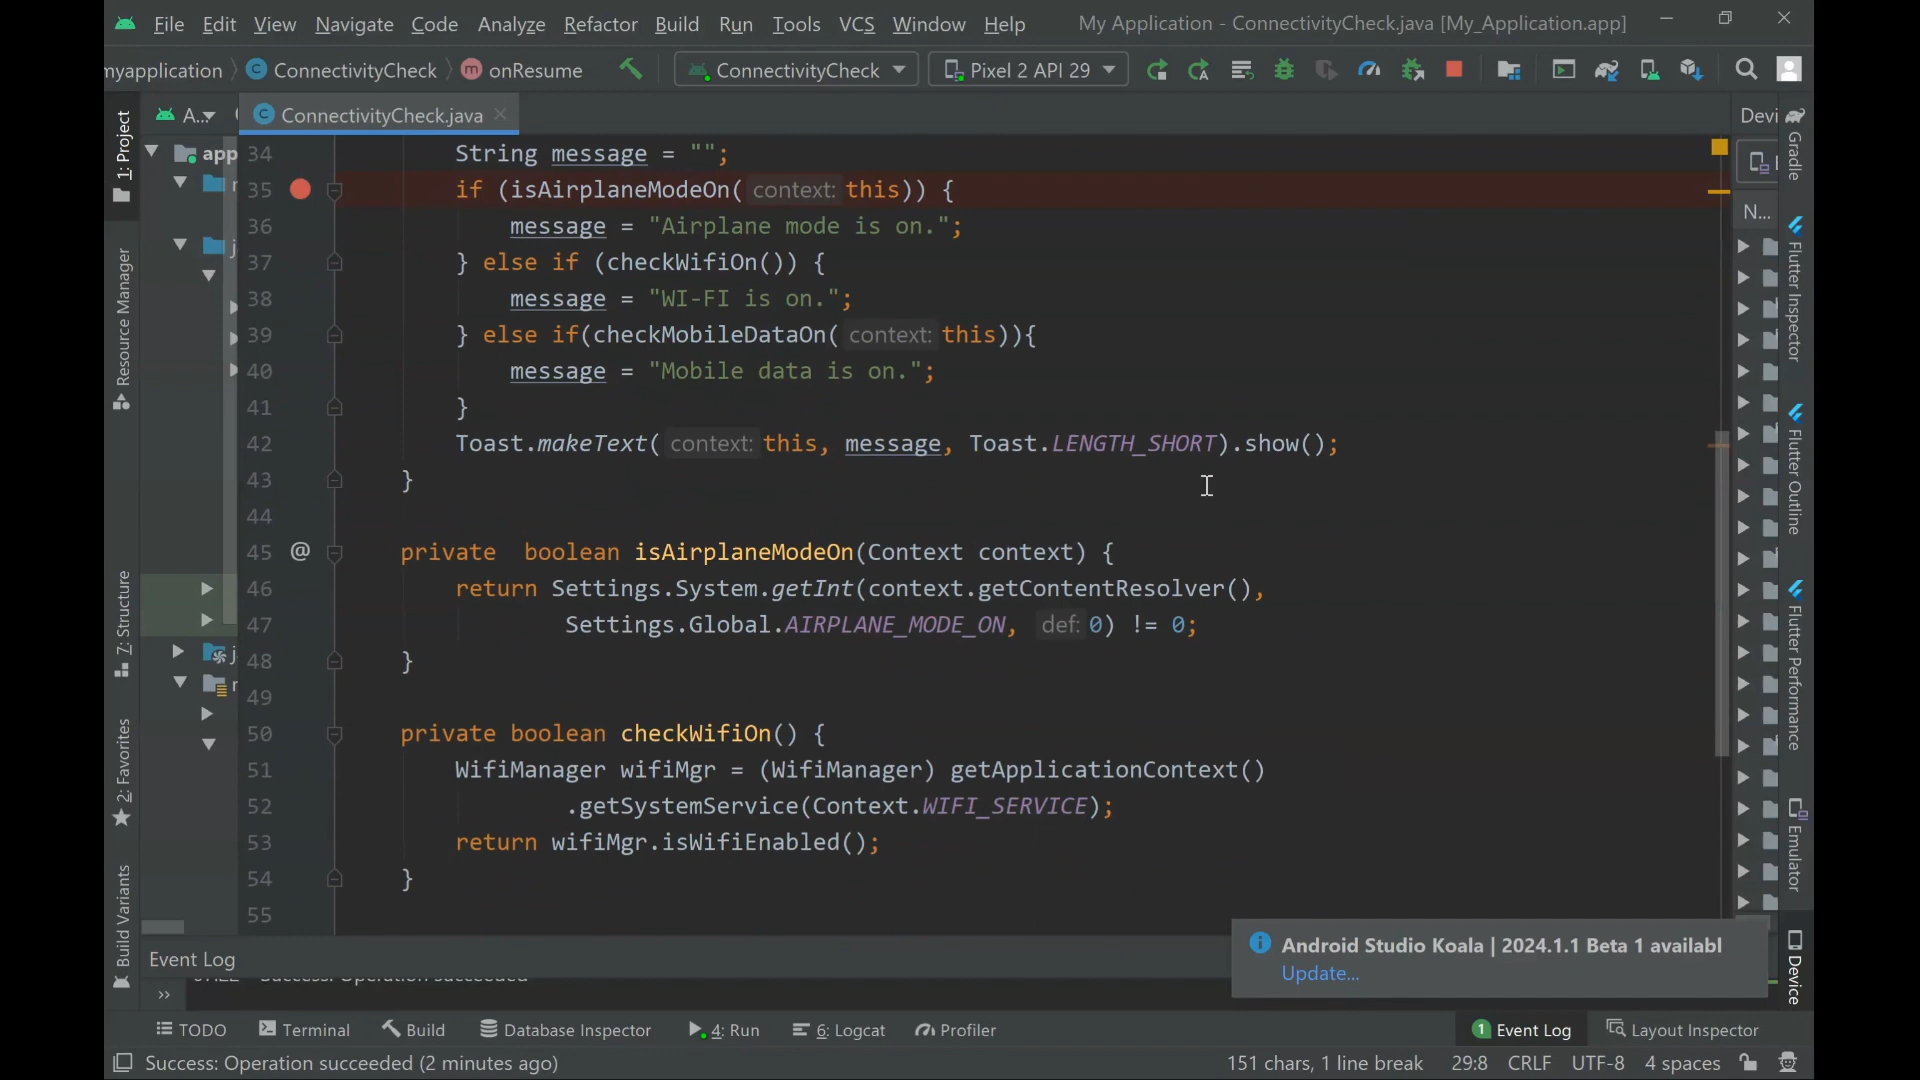 File Edit View Navigate Code Analyze Refactor Build Run Tools VCS Window Help My Application - ConnectivityCheck.java [My_Application.app]
myapplication ConnectivityCheck onResume ConnectivityCheck Pixel 2 API 29
1: Project
Resource Manager
7: Structure
2: Favorites
Build Variants
A...
app
ConnectivityCheck.java
34 String message = "";
35 if (isAirplaneModeOn( context: this)) {
36 message = "Airplane mode is on.";
37 } else if (checkWifiOn()) {
38 message = "WI-FI is on.";
39 } else if(checkMobileDataOn( context: this)){
40 message = "Mobile data is on.";
41 }
42 Toast.makeText( context: this, message, Toast.LENGTH_SHORT).show();
43 }
44
45 @ private  boolean isAirplaneModeOn(Context context) {
46 return Settings.System.getInt(context.getContentResolver(),
47 Settings.Global.AIRPLANE_MODE_ON, def: 0) != 0;
48 }
49
50 private boolean checkWifiOn() {
51 WifiManager wifiMgr = (WifiManager) getApplicationContext()
52 .getSystemService(Context.WIFI_SERVICE);
53 return wifiMgr.isWifiEnabled();
54 }
55
Devi
N...
Gradle
Flutter Inspector
Flutter Outline
Flutter Performance
Emulator
Device
Event Log
Success: Operation succeeded
Android Studio Koala | 2024.1.1 Beta 1 availabl
Update...
TODO Terminal Build Database Inspector 4: Run 6: Logcat Profiler 1 Event Log Layout Inspector
Success: Operation succeeded (2 minutes ago) 151 chars, 1 line break 29:8 CRLF UTF-8 4 spaces